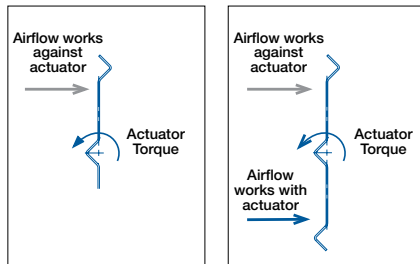 Airflow works
against
actuator
Actuator
Torque
Airflow works
against
actuator
Actuator
Torque
Airflow
works with
actuator